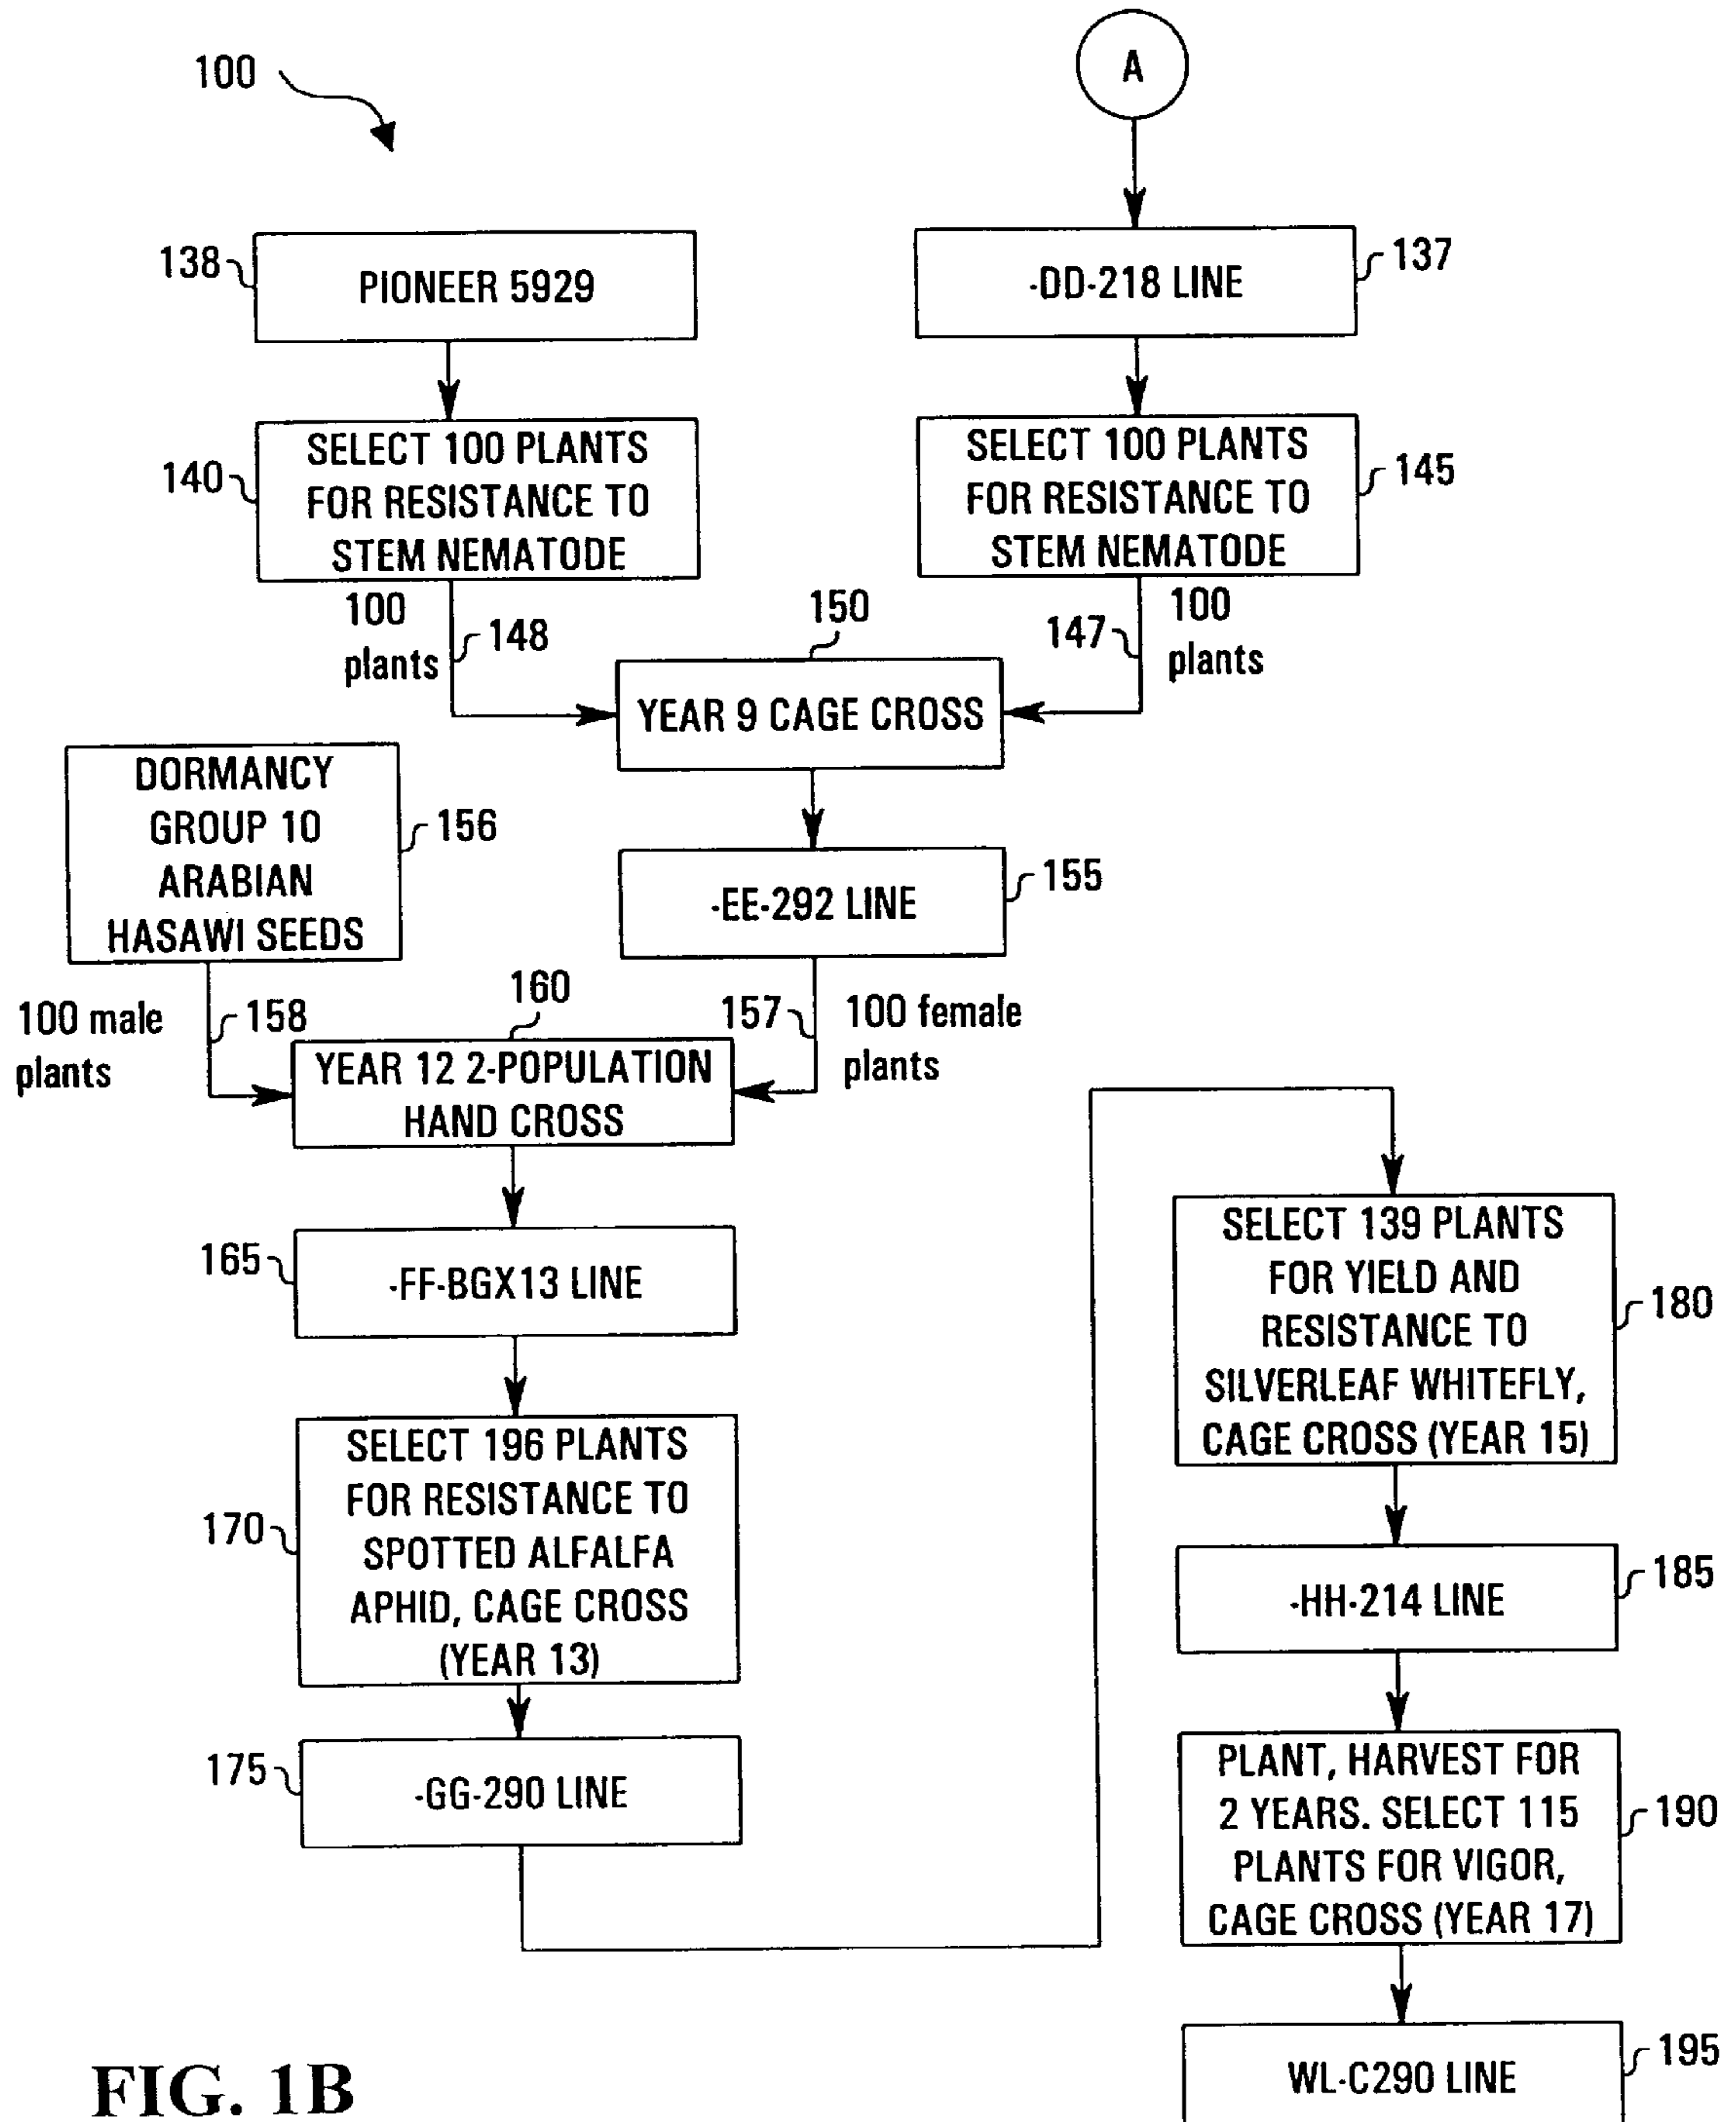 100
A
138
PIONEER 5929
-DD-218 LINE
137
140
SELECT 100 PLANTS
FOR RESISTANCE TO
STEM NEMATODE
SELECT 100 PLANTS
FOR RESISTANCE TO
STEM NEMATODE
145
100
plants
148
150
147
100
plants
YEAR 9 CAGE CROSS
DORMANCY
GROUP 10
ARABIAN
HASAWI SEEDS
156
-EE-292 LINE
155
100 male
plants
158
160
157
100 female
plants
YEAR 12 2-POPULATION
HAND CROSS
165
-FF-BGX13 LINE
170
SELECT 196 PLANTS
FOR RESISTANCE TO
SPOTTED ALFALFA
APHID, CAGE CROSS
(YEAR 13)
175
-GG-290 LINE
SELECT 139 PLANTS
FOR YIELD AND
RESISTANCE TO
SILVERLEAF WHITEFLY,
CAGE CROSS (YEAR 15)
180
-HH-214 LINE
185
PLANT, HARVEST FOR
2 YEARS. SELECT 115
PLANTS FOR VIGOR,
CAGE CROSS (YEAR 17)
190
WL-C290 LINE
195
FIG. 1B